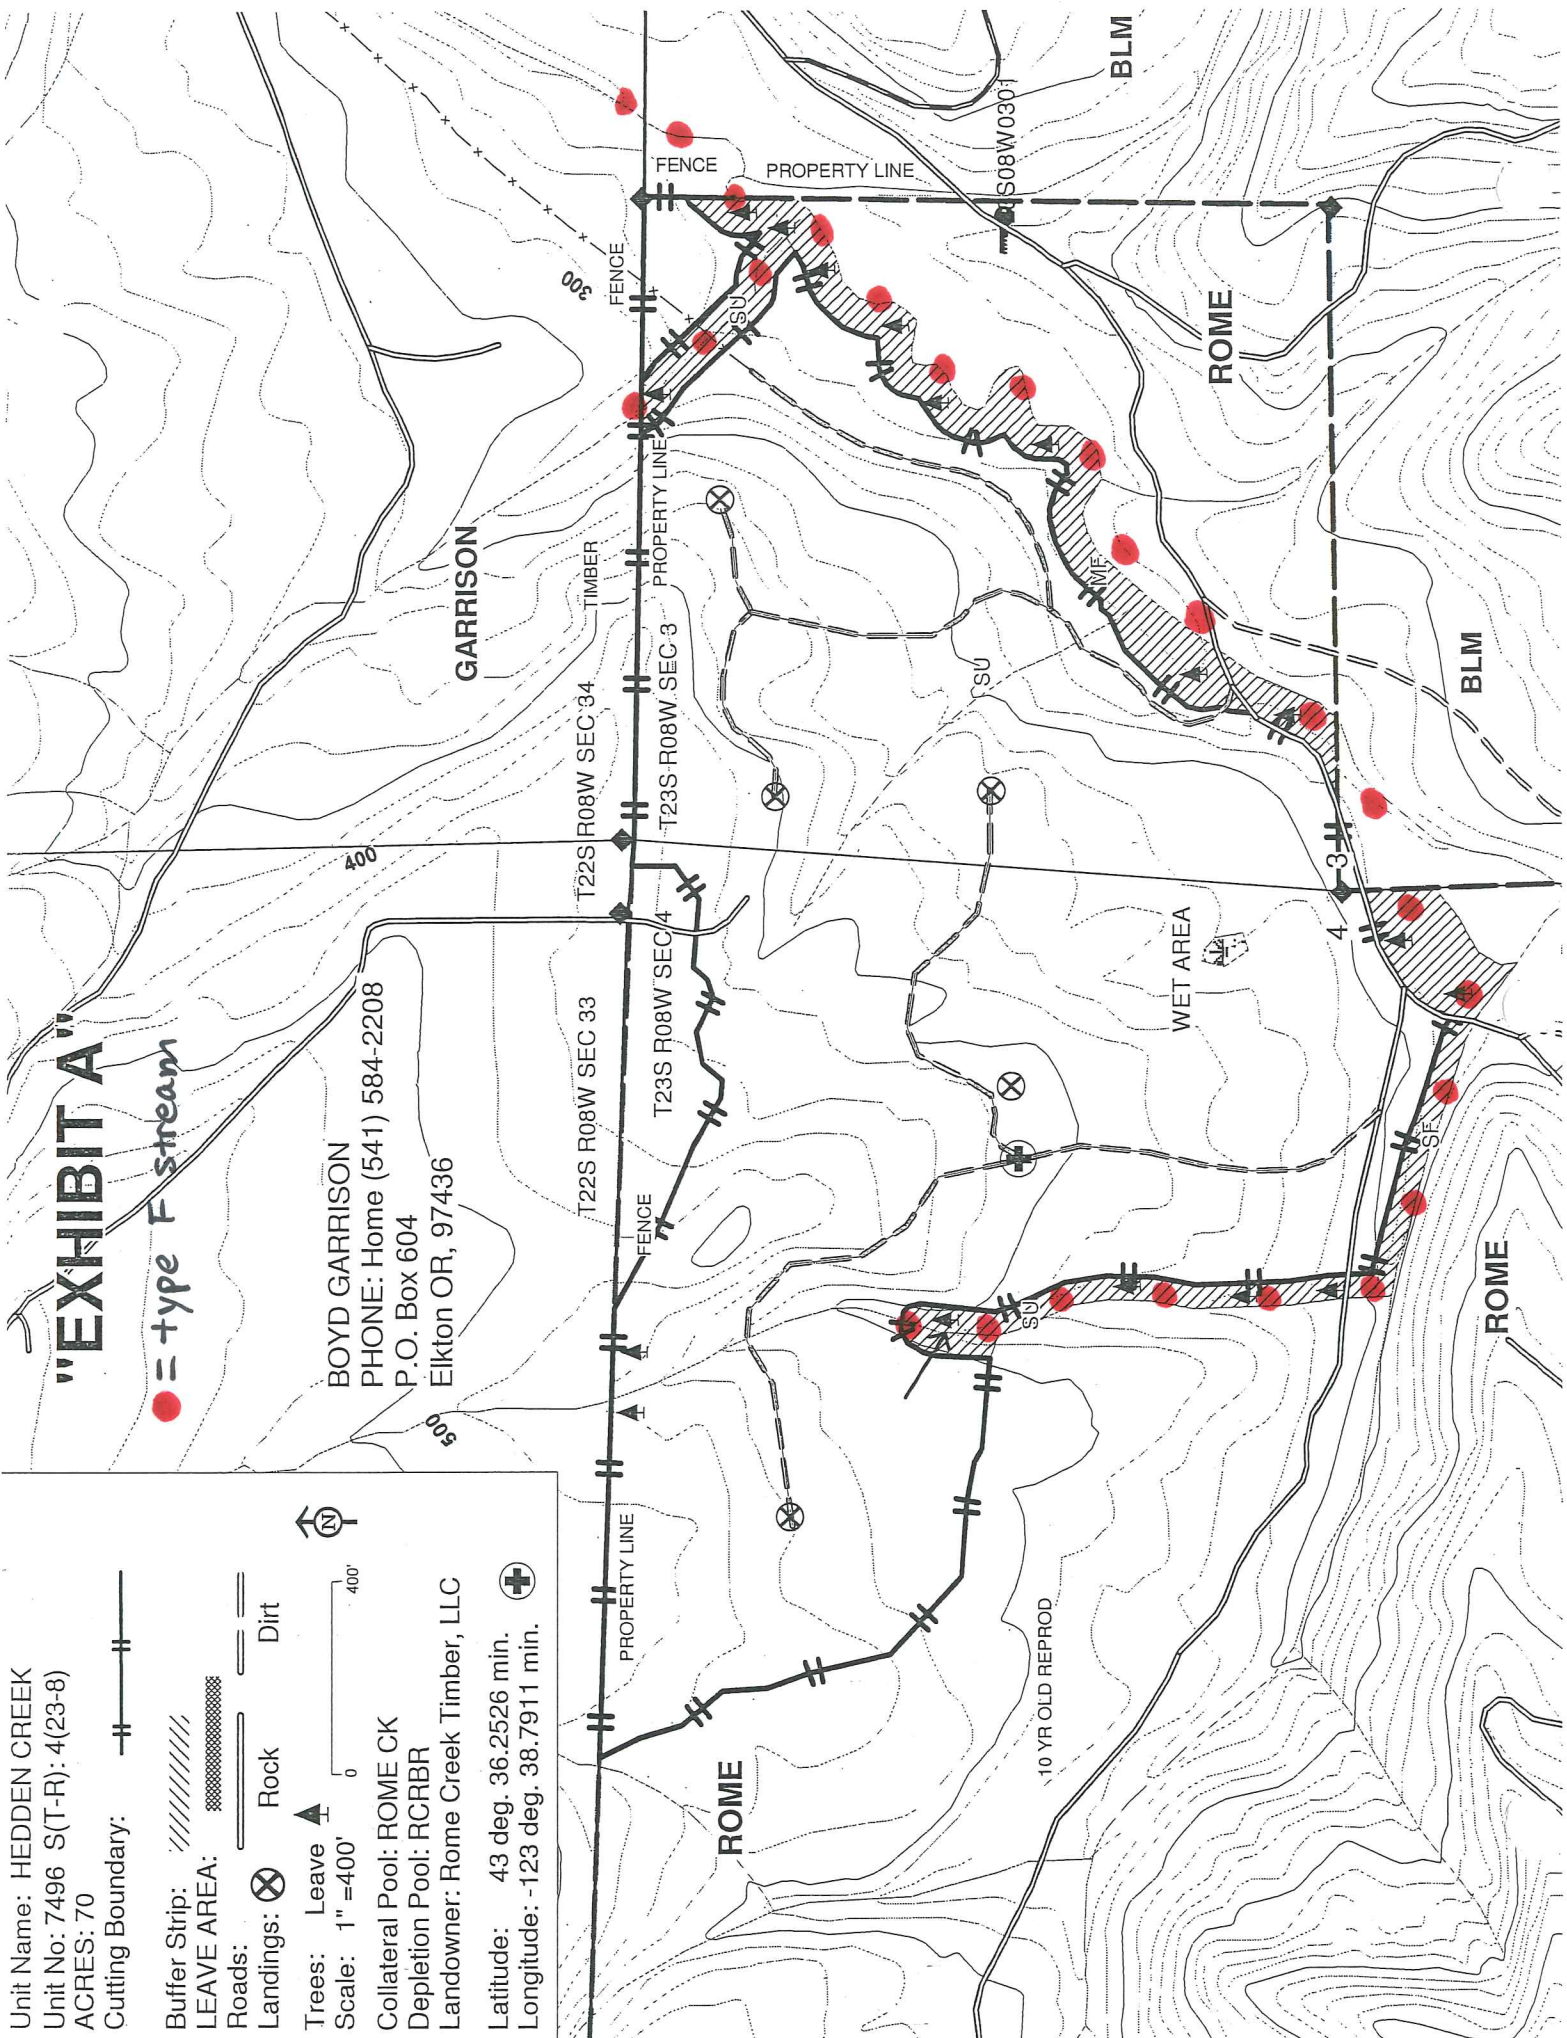 Unit Name: HEDDEN CREEK
Unit No: 7496 S(T-R): 4(23-8)
ACRES: 70
Cutting Boundary:
Buffer Strip:
LEAVE AREA:
Roads:
Rock
Dirt
Landings:
Trees: Leave
Scale: 1"=400'
0
400'
N
Collateral Pool: ROME CK
Depletion Pool: RCRBR
Landowner: Rome Creek Timber, LLC
Latitude: 43 deg. 36.2526 min.
Longitude: -123 deg. 38.7911 min.
"EXHIBIT A"
= type F stream
BOYD GARRISON
PHONE: Home (541) 584-2208
P.O. Box 604
Elkton OR, 97436
500
400
300
GARRISON
TIMBER
FENCE
FENCE
PROPERTY LINE
FENCE
PROPERTY LINE
PROPERTY LINE
T22S R08W SEC 33
T22S R08W SEC 34
T23S R08W SEC 4
T23S R08W SEC 3
SU
SU
SU
MF
SF
S08W0301
WET AREA
4
3
10 YR OLD REPROD
ROME
ROME
ROME
BLM
BLM